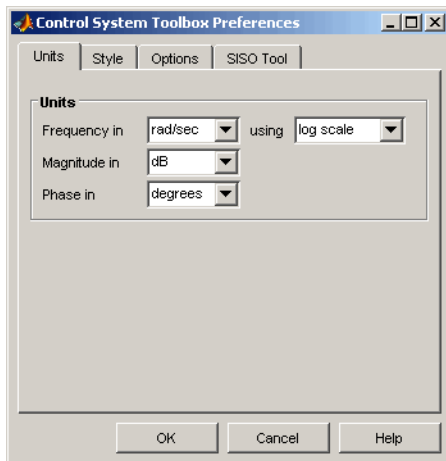 Control System Toolbox Preferences
Units Style Options SISO Tool
Units
Frequency in rad/sec using log scale
Magnitude in dB
Phase in degrees
OK Cancel Help